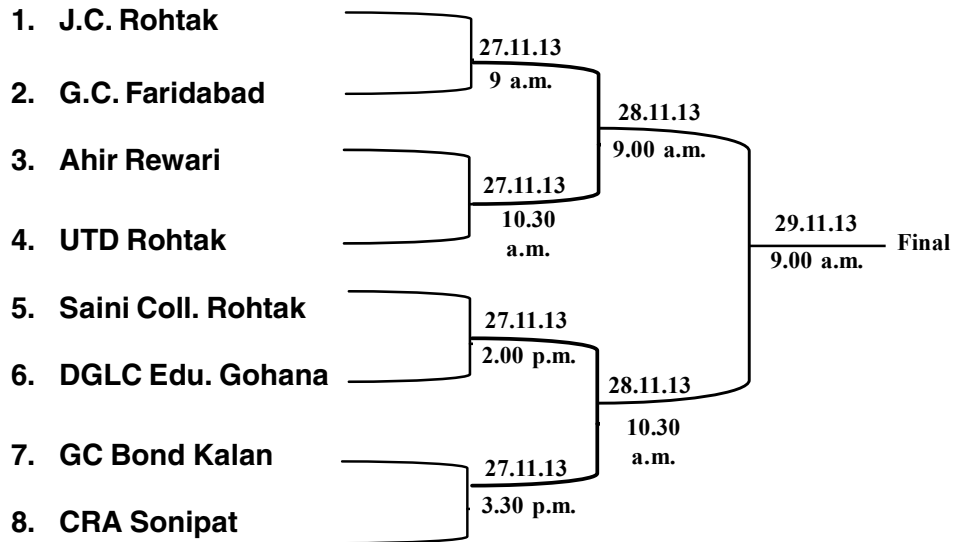 1. J.C. Rohtak
2. G.C. Faridabad
3. Ahir Rewari
4. UTD Rohtak
5. Saini Coll. Rohtak
6. DGLC Edu. Gohana
7. GC Bond Kalan
8. CRA Sonipat
27.11.13
9 a.m.
27.11.13
10.30
a.m.
27.11.13
2.00 p.m.
27.11.13
3.30 p.m.
28.11.13
9.00 a.m.
28.11.13
10.30
a.m.
29.11.13
9.00 a.m.
Final